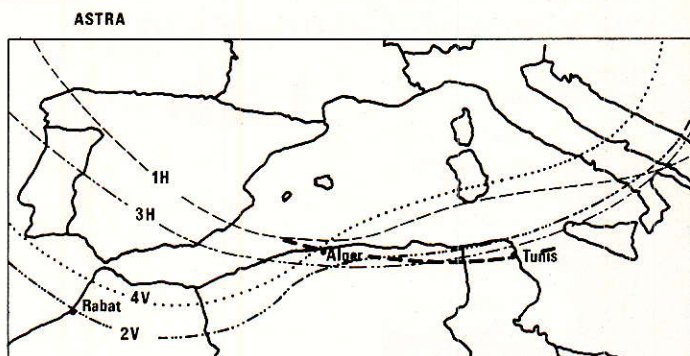 ASTRA
1H
3H
Alger
Tunis
4V
Rabat
2V